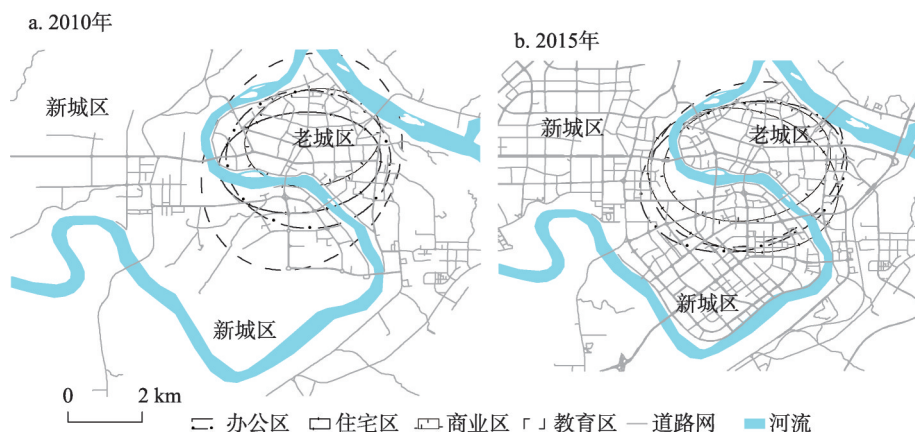 a. 2010年
b. 2015年
新城区
老城区
新城区
新城区
老城区
新城区
0 2 km
办公区 住宅区 商业区 教育区 道路网 河流